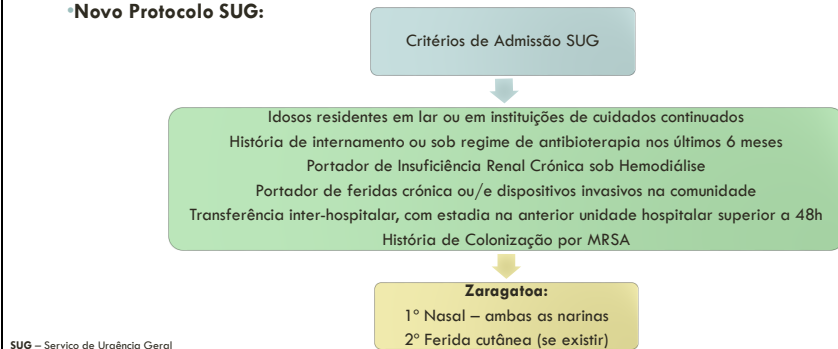 •Novo Protocolo SUG:
Critérios de Admissão SUG
Idosos residentes em lar ou em instituições de cuidados continuados
História de internamento ou sob regime de antibioterapia nos últimos 6 meses
Portador de Insuficiência Renal Crónica sob Hemodiálise
Portador de feridas crónica ou/e dispositivos invasivos na comunidade
Transferência inter-hospitalar, com estadia na anterior unidade hospitalar superior a 48h
História de Colonização por MRSA
Zaragatoa:
1º Nasal – ambas as narinas
2º Ferida cutânea (se existir)
SUG – Serviço de Urgência Geral